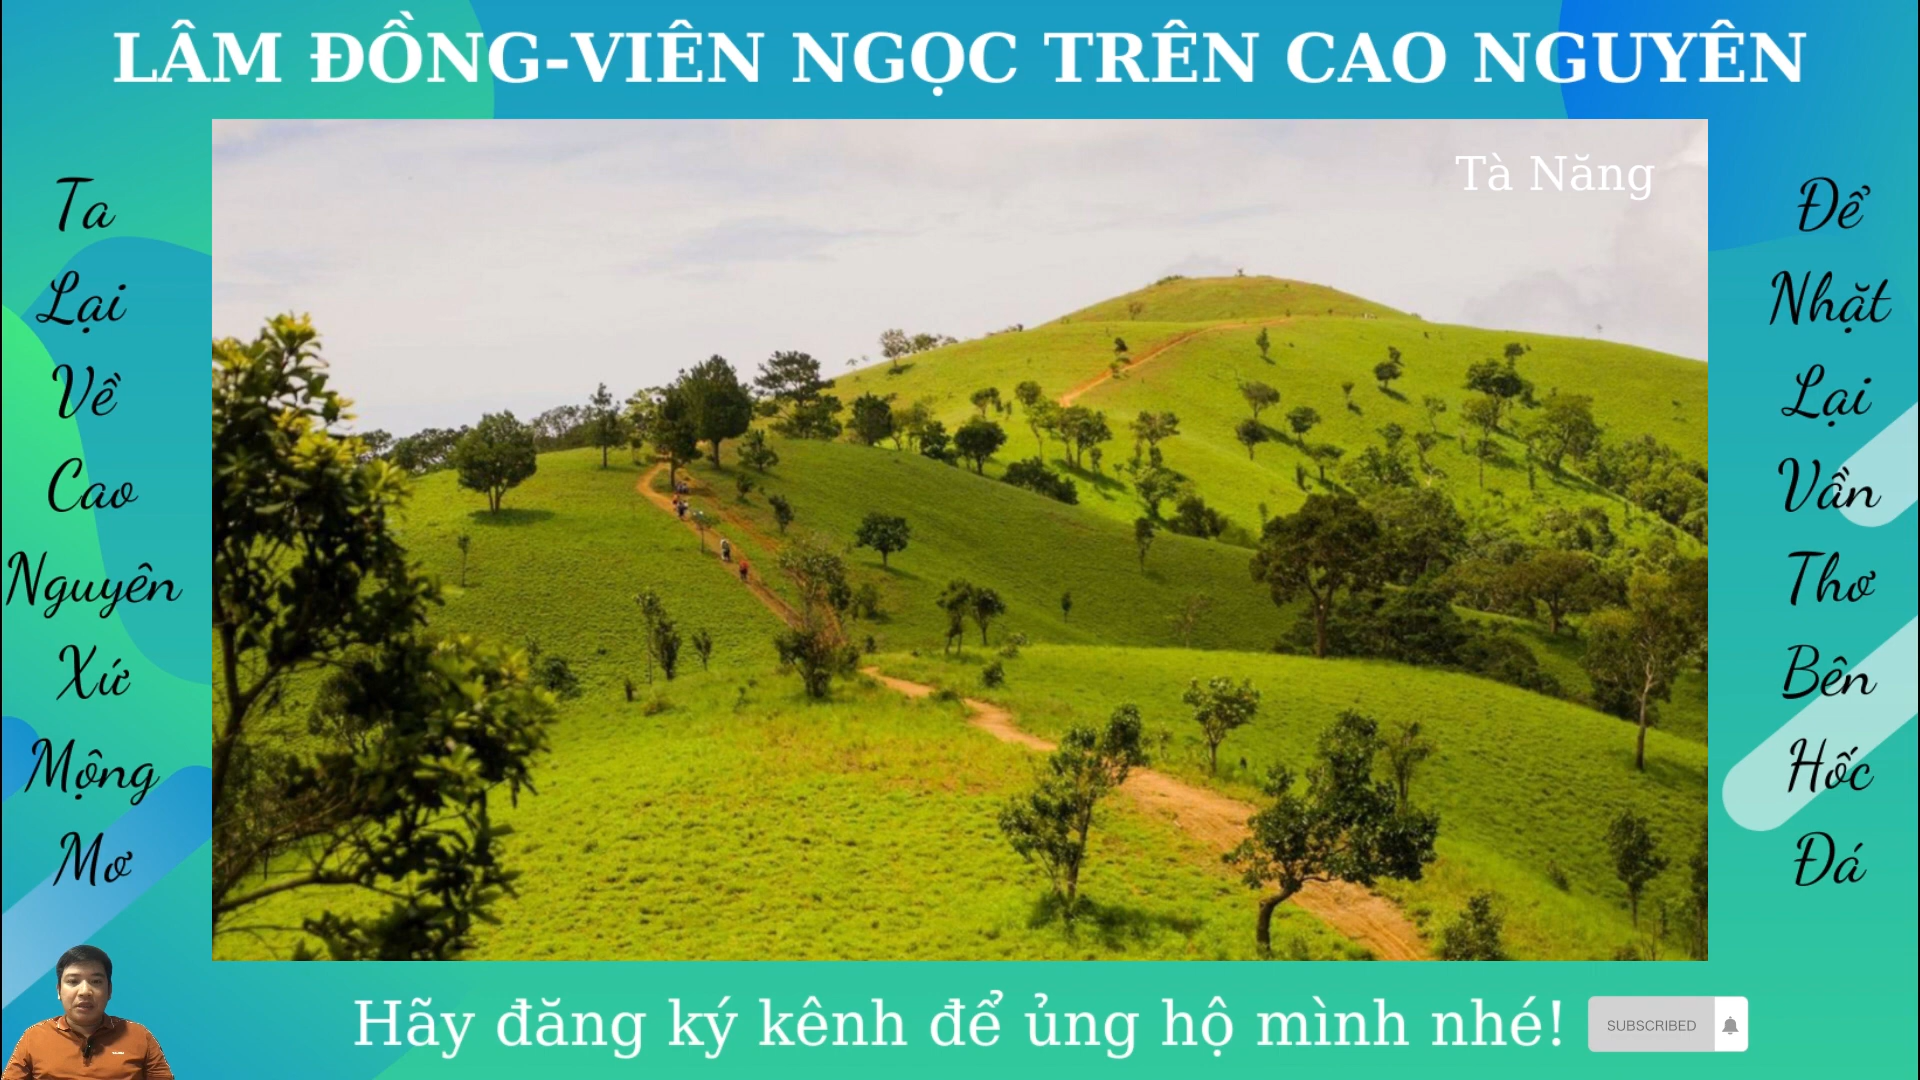 LÂM ĐỒNG-VIÊN NGỌC TRÊN CAO NGUYÊN
Tà Năng
Ta
Lại
Về
Cao
Nguyên
Xứ
Mộng
Mơ
Để
Nhặt
Lại
Vần
Thơ
Bên
Hốc
Đá
Hãy đăng ký kênh để ủng hộ mình nhé!
SUBSCRIBED